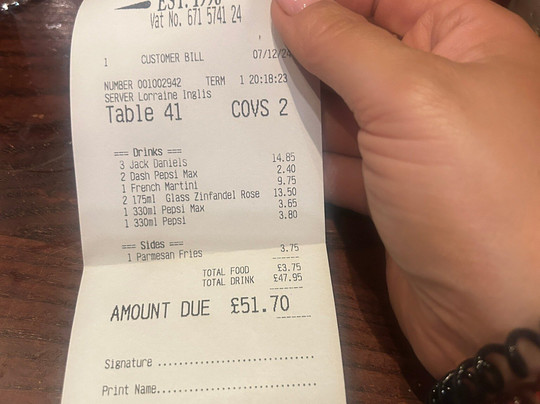 EST. 1996
Vat No. 671 5741 24
1 CUSTOMER BILL 07/12/24
NUMBER 001002942 TERM 1 20:18:23
SERVER Lorraine Inglis
Table 41 COVS 2
=== Drinks ===
3 Jack Daniels 14.85
2 Dash Pepsi Max 2.40
1 French Martini 9.75
2 175ml Glass Zinfandel Rose 13.50
1 330ml Pepsi Max 3.65
1 330ml Pepsi 3.80
=== Sides ===
1 Parmesan Fries 3.75
------
TOTAL FOOD £3.75
TOTAL DRINK £47.95
-------
AMOUNT DUE £51.70
-------
Signature ............................
Print Name............................